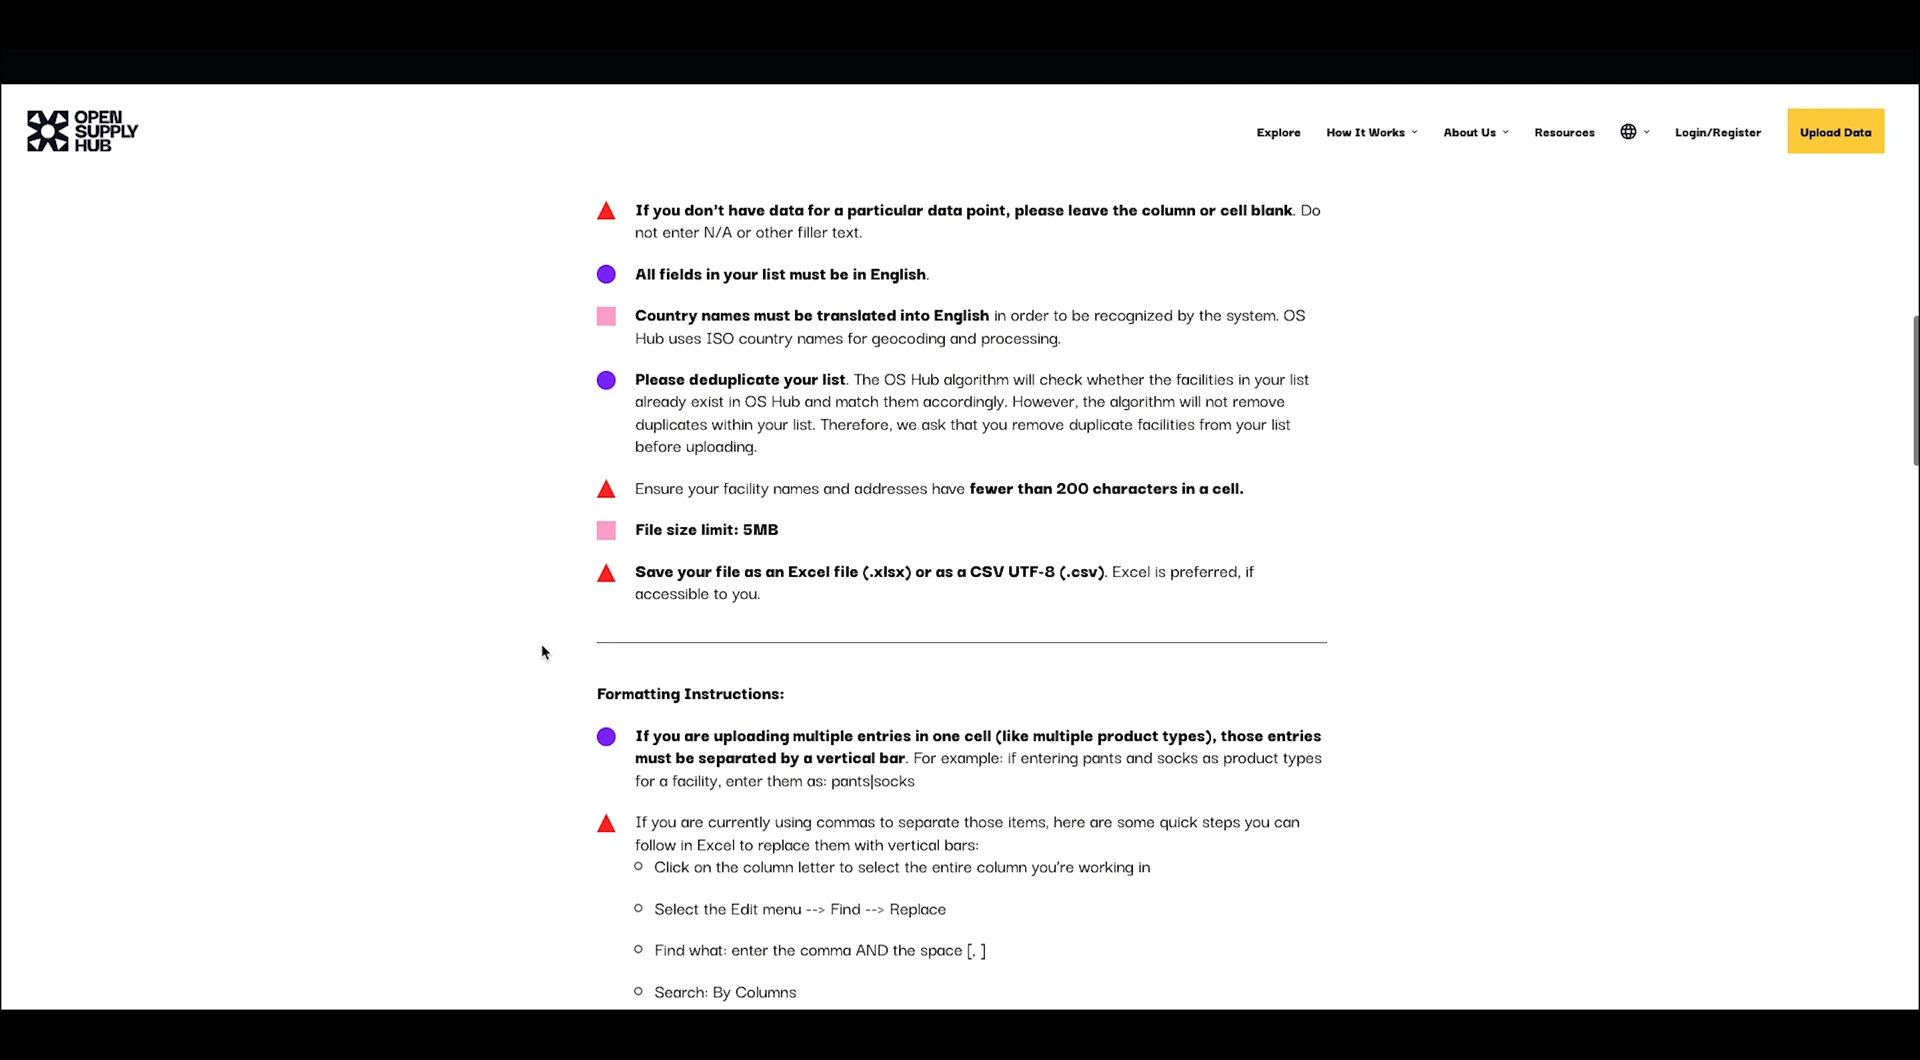 OPEN
SUPPLY
HUB
Explore How It Works About Us Resources Login/Register Upload Data
If you don't have data for a particular data point, please leave the column or cell blank. Do
not enter N/A or other filler text.
All fields in your list must be in English.
Country names must be translated into English in order to be recognized by the system. OS
Hub uses ISO country names for geocoding and processing.
Please deduplicate your list. The OS Hub algorithm will check whether the facilities in your list
already exist in OS Hub and match them accordingly. However, the algorithm will not remove
duplicates within your list. Therefore, we ask that you remove duplicate facilities from your list
before uploading.
Ensure your facility names and addresses have fewer than 200 characters in a cell.
File size limit: 5MB
Save your file as an Excel file (.xlsx) or as a CSV UTF-8 (.csv). Excel is preferred, if
accessible to you.
Formatting Instructions:
If you are uploading multiple entries in one cell (like multiple product types), those entries
must be separated by a vertical bar. For example: if entering pants and socks as product types
for a facility, enter them as: pants|socks
If you are currently using commas to separate those items, here are some quick steps you can
follow in Excel to replace them with vertical bars:
Click on the column letter to select the entire column you're working in
Select the Edit menu --> Find --> Replace
Find what: enter the comma AND the space [, ]
Search: By Columns